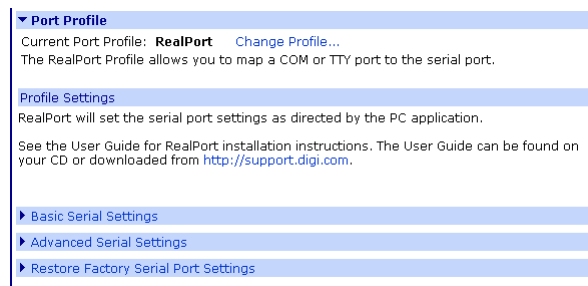 Port Profile
Current Port Profile: RealPort Change Profile...
The RealPort Profile allows you to map a COM or TTY port to the serial port.
Profile Settings
RealPort will set the serial port settings as directed by the PC application.
See the User Guide for RealPort installation instructions. The User Guide can be found on
your CD or downloaded from http://support.digi.com.
Basic Serial Settings
Advanced Serial Settings
Restore Factory Serial Port Settings